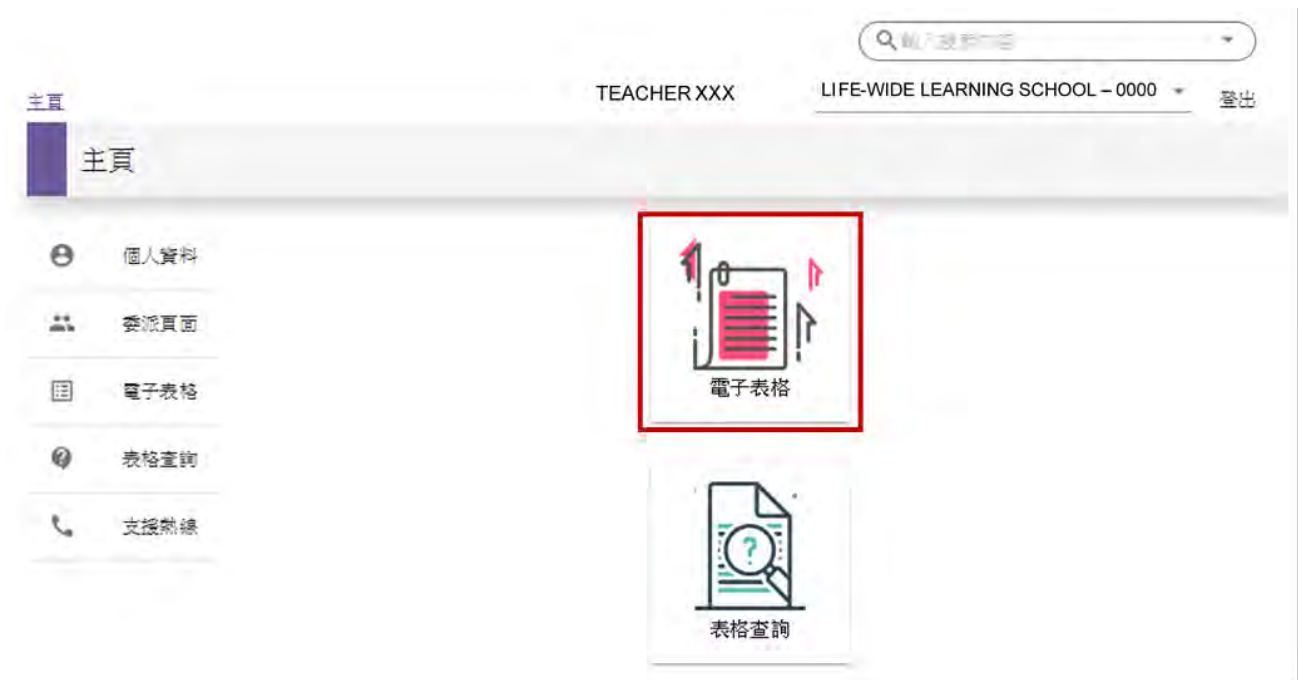 主頁
TEACHER XXX
LIFE-WIDE LEARNING SCHOOL – 0000
登出
主頁
個人資料
委派頁面
電子表格
表格查詢
支援熱線
電子表格
?
表格查詢